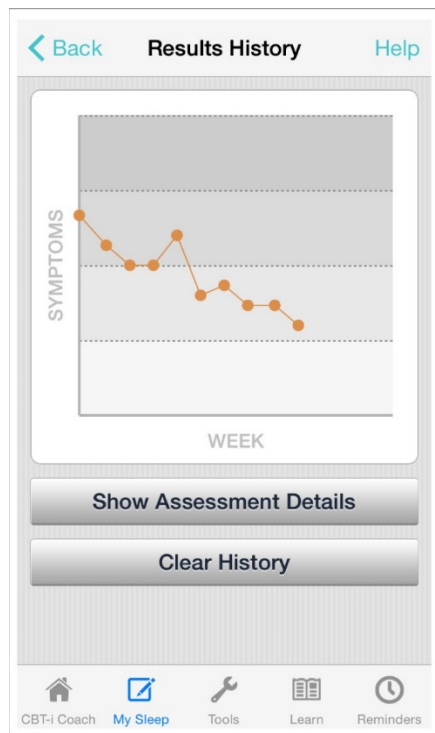 Back Results History Help
SYMPTOMS
WEEK
Show Assessment Details
Clear History
CBT-i Coach My Sleep Tools Learn Reminders